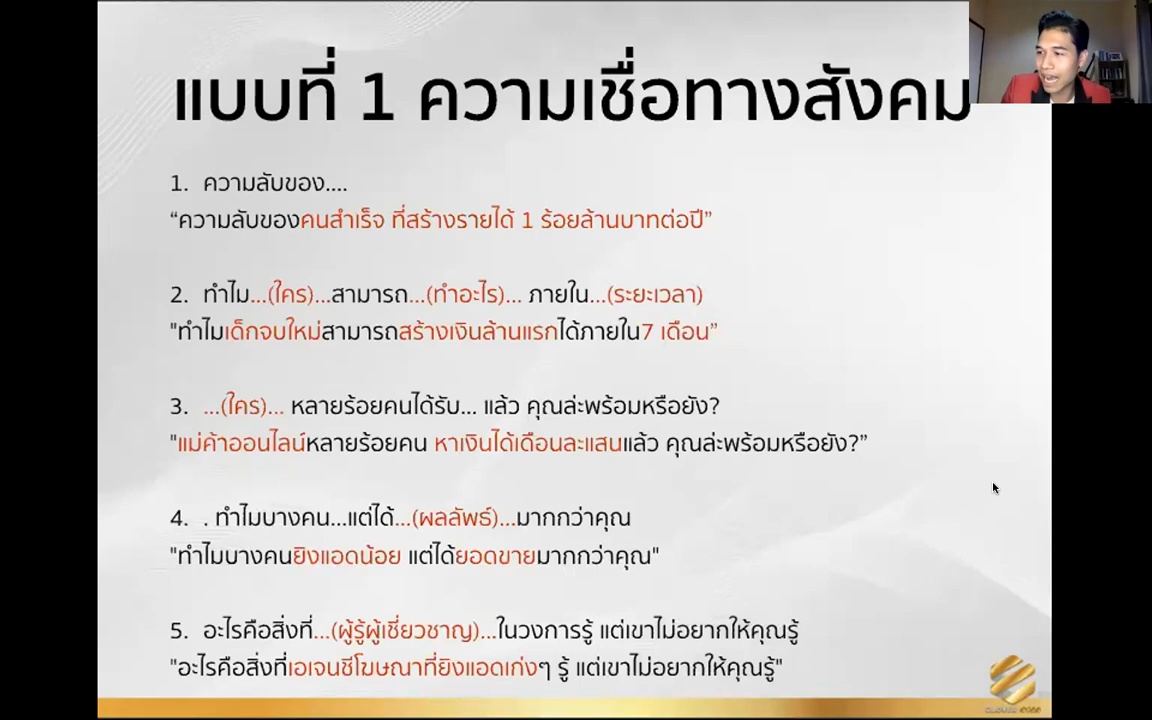 แบบที่ 1 ความเชื่อทางสังคม
1. ความลับของ....
“ความลับของคนสำเร็จ ที่สร้างรายได้ 1 ร้อยล้านบาทต่อปี”
2. ทำไม...(ใคร)...สามารถ...(ทำอะไร)... ภายใน...(ระยะเวลา)
"ทำไมเด็กจบใหม่สามารถสร้างเงินล้านแรกได้ภายใน7 เดือน”
3. ...(ใคร)... หลายร้อยคนได้รับ... แล้ว คุณล่ะพร้อมหรือยัง?
"แม่ค้าออนไลน์หลายร้อยคน หาเงินได้เดือนละแสนแล้ว คุณล่ะพร้อมหรือยัง?”
4. . ทำไมบางคน...แต่ได้...(ผลลัพธ์)...มากกว่าคุณ
"ทำไมบางคนยิงแอดน้อย แต่ได้ยอดขายมากกว่าคุณ"
5. อะไรคือสิ่งที่...(ผู้รู้ผู้เชี่ยวชาญ)...ในวงการรู้ แต่เขาไม่อยากให้คุณรู้
"อะไรคือสิ่งที่เอเจนซีโฆษณาที่ยิงแอดเก่งๆ รู้ แต่เขาไม่อยากให้คุณรู้"